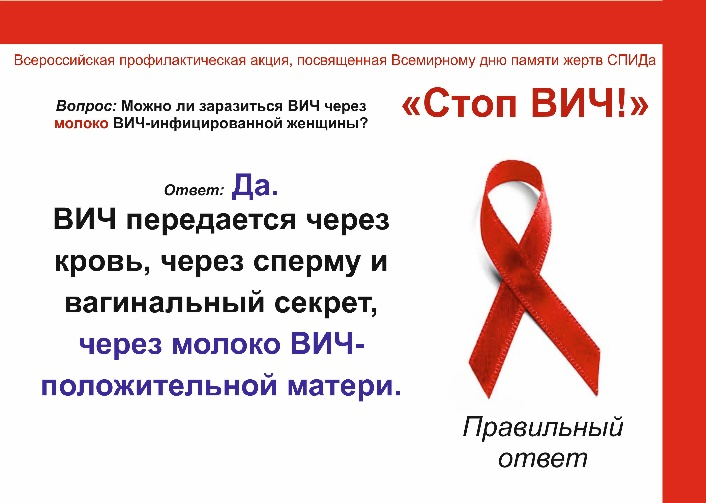 Всероссийская профилактическая акция, посвященная Всемирному дню памяти жертв СПИДа
Вопрос: Можно ли заразиться ВИЧ через
молоко ВИЧ-инфицированной женщины?
«Стоп ВИЧ!»
Ответ: Да.
ВИЧ передается через
кровь, через сперму и
вагинальный секрет,
через молоко ВИЧ-
положительной матери.
Правильный
ответ